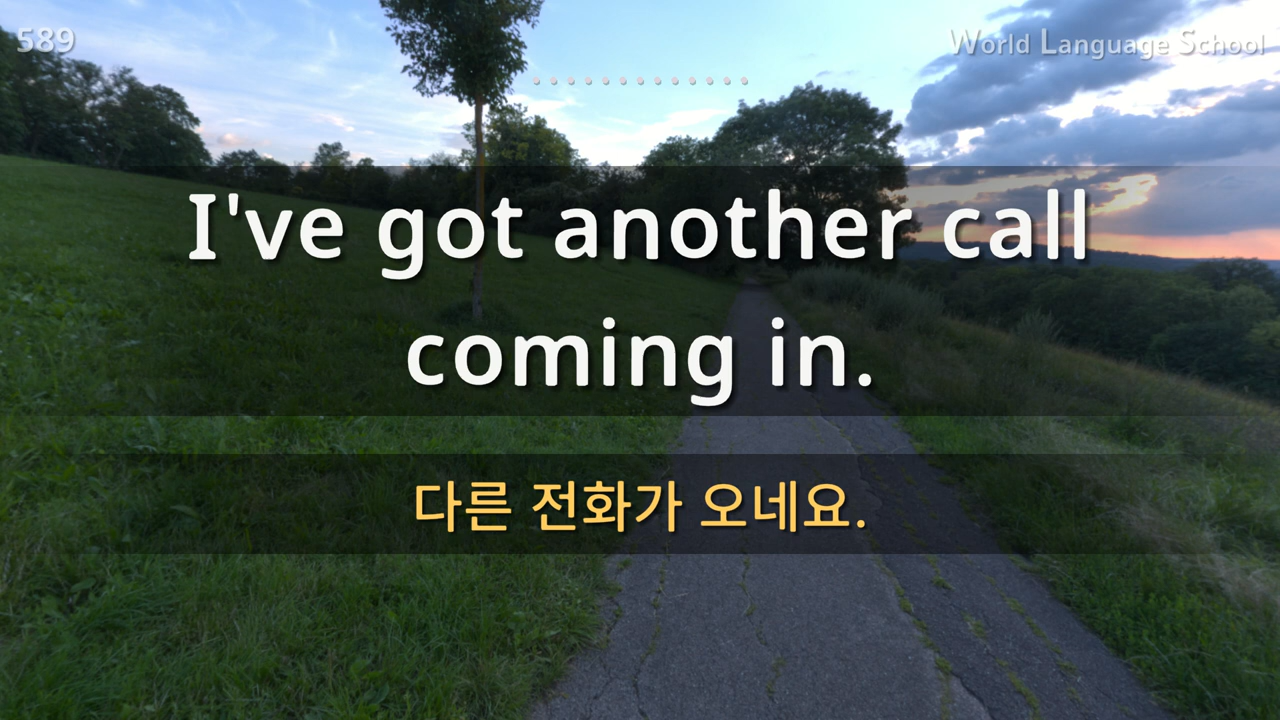 589
World Language School
I've got another call
coming in.
다른 전화가 오네요.